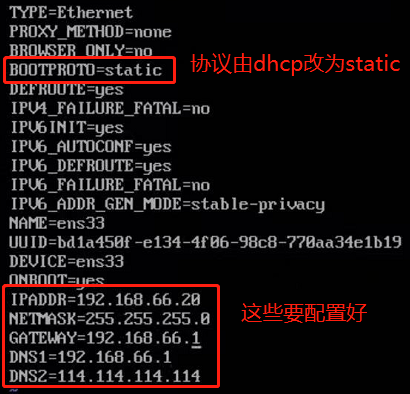 TYPE=Ethernet
PROXY_METHOD=none
BROWSER_ONLY=no
BOOTPROTO=static
协议由dhcp改为static
DEFROUTE=yes
IPV4_FAILURE_FATAL=no
IPV6INIT=yes
IPV6_AUTOCONF=yes
IPV6_DEFROUTE=yes
IPV6_FAILURE_FATAL=no
IPV6_ADDR_GEN_MODE=stable-privacy
NAME=ens33
UUID=bd1a450f-e134-4f06-98c8-770aa34e1b19
DEVICE=ens33
ONBOOT=yes
IPADDR=192.168.66.20
NETMASK=255.255.255.0
这些要配置好
GATEWAY=192.168.66.1
DNS1=192.168.66.1
DNS2=114.114.114.114
~